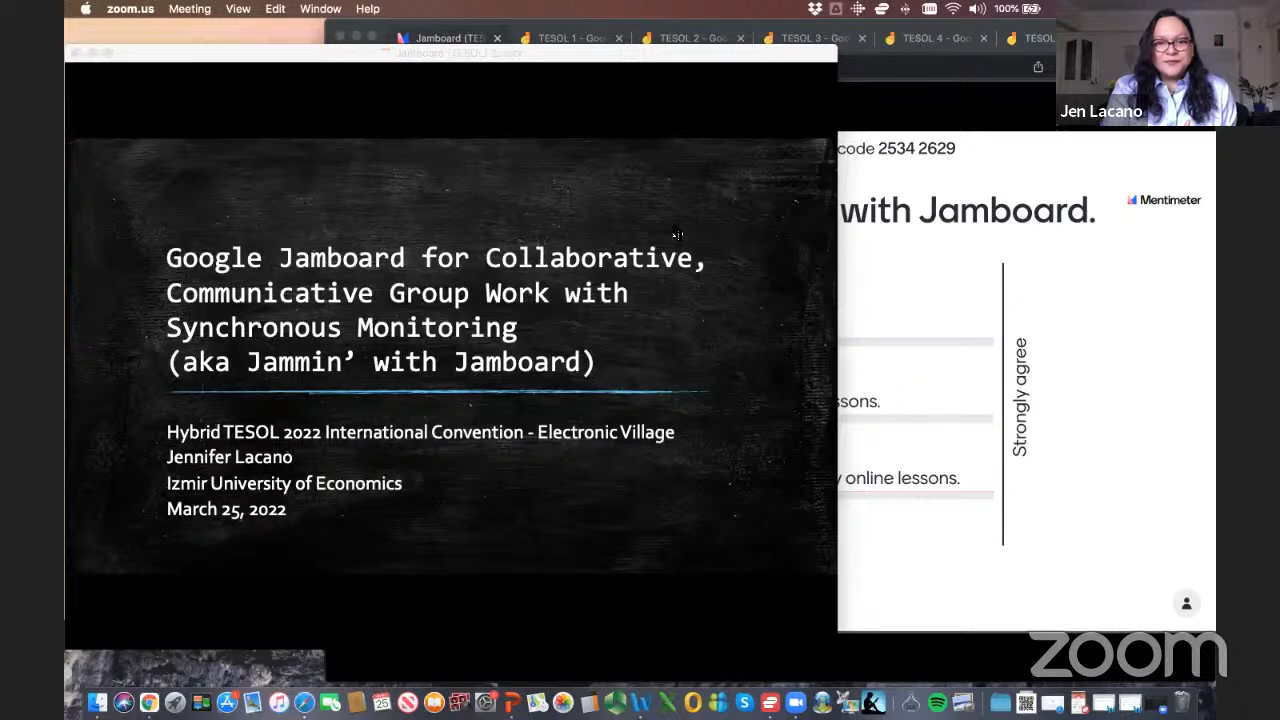 zoom.us Meeting View Edit Window Help
100%
Jamboard (TES
TESOL 1 - Goo
TESOL 2 - Goo
TESOL 3 - Goo
TESOL 4 - Goo
TESOL
Jen Lacano
code 2534 2629
with Jamboard.
Mentimeter
Google Jamboard for Collaborative,
Communicative Group Work with
Synchronous Monitoring
(aka Jammin’ with Jamboard)
Hybrid TESOL 2022 International Convention - Electronic Village
Jennifer Lacano
Izmir University of Economics
March 25, 2022
ssons.
y online lessons.
Strongly agree
zoom
25